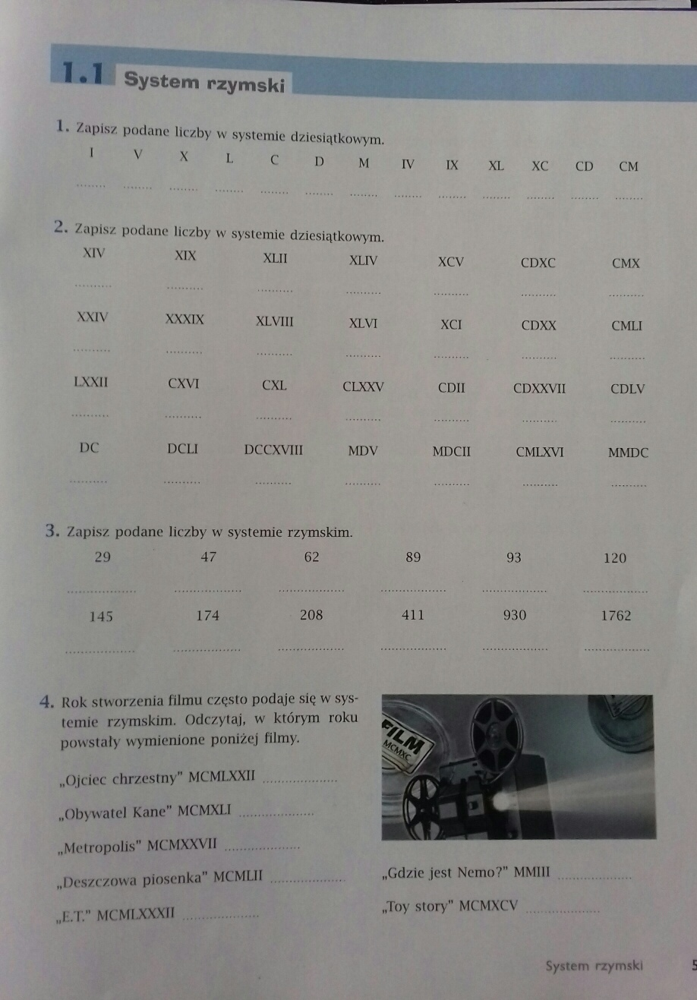 1.1 System rzymski
1. Zapisz podane liczby w systemie dziesiątkowym.
I V X L C D M IV IX XL XC CD CM
2. Zapisz podane liczby w systemie dziesiątkowym.
XIV XIX XLII XLIV XCV CDXC CMX
XXIV XXXIX XLVIII XLVI XCI CDXX CMLI
LXXII CXVI CXL CLXXV CDII CDXXVII CDLV
DC DCLI DCCXVIII MDV MDCII CMLXVI MMDC
3. Zapisz podane liczby w systemie rzymskim.
29 47 62 89 93 120
145 174 208 411 930 1762
4. Rok stworzenia filmu często podaje się w sys-
temie rzymskim. Odczytaj, w którym roku
powstały wymienione poniżej filmy.
„Ojciec chrzestny” MCMLXXII
„Obywatel Kane” MCMXLI
„Metropolis” MCMXXVII
„Deszczowa piosenka” MCMLII
„E.T.” MCMLXXXII
FILM
MCMXC
„Gdzie jest Nemo?” MMIII
„Toy story” MCMXCV
System rzymski 5